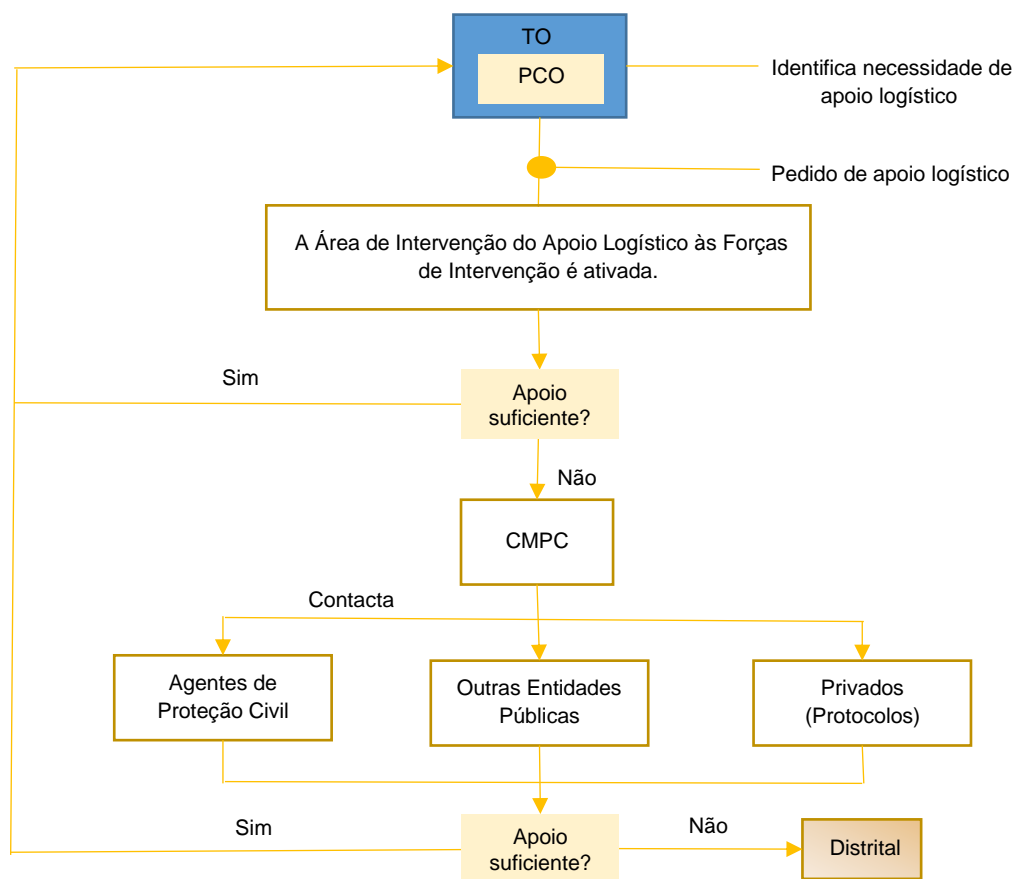 TO
PCO
Identifica necessidade de
apoio logístico
Pedido de apoio logístico
A Área de Intervenção do Apoio Logístico às Forças
de Intervenção é ativada.
Sim
Apoio
suficiente?
Não
CMPC
Contacta
Agentes de
Proteção Civil
Outras Entidades
Públicas
Privados
(Protocolos)
Sim
Apoio
suficiente?
Não
Distrital